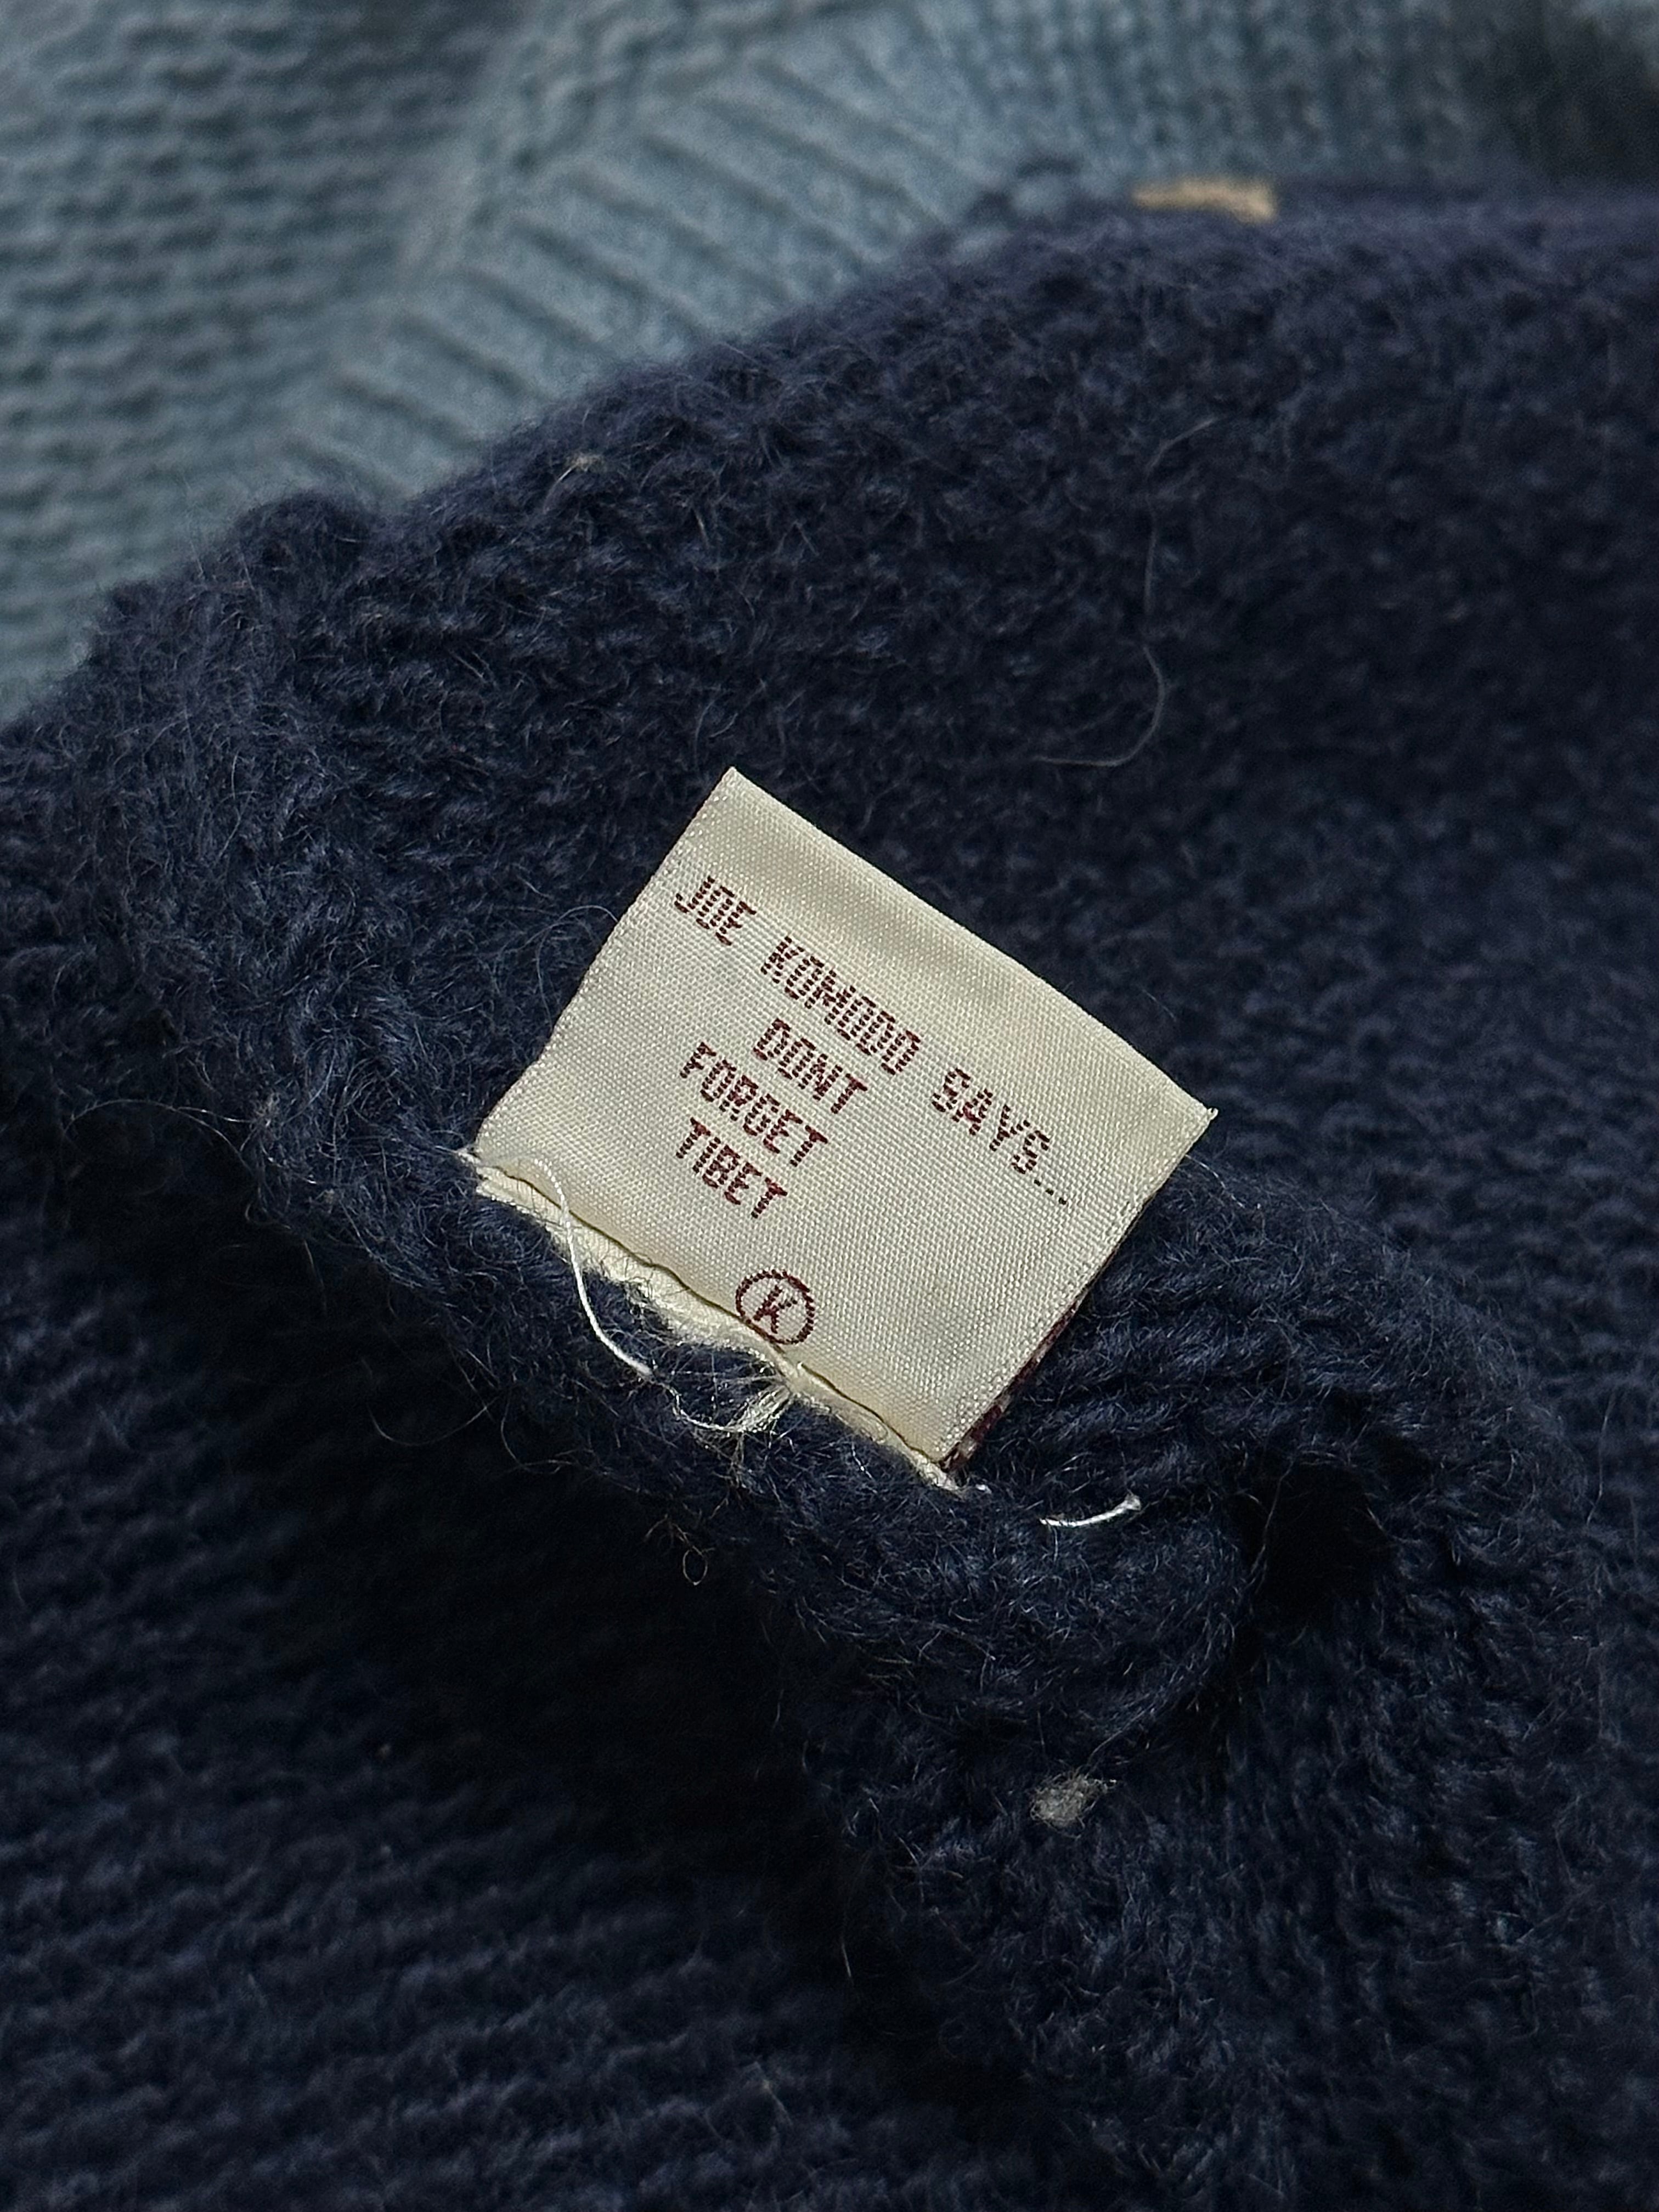 JOE KOMODO SAYS...
DONT
FORGET
TIBET
K